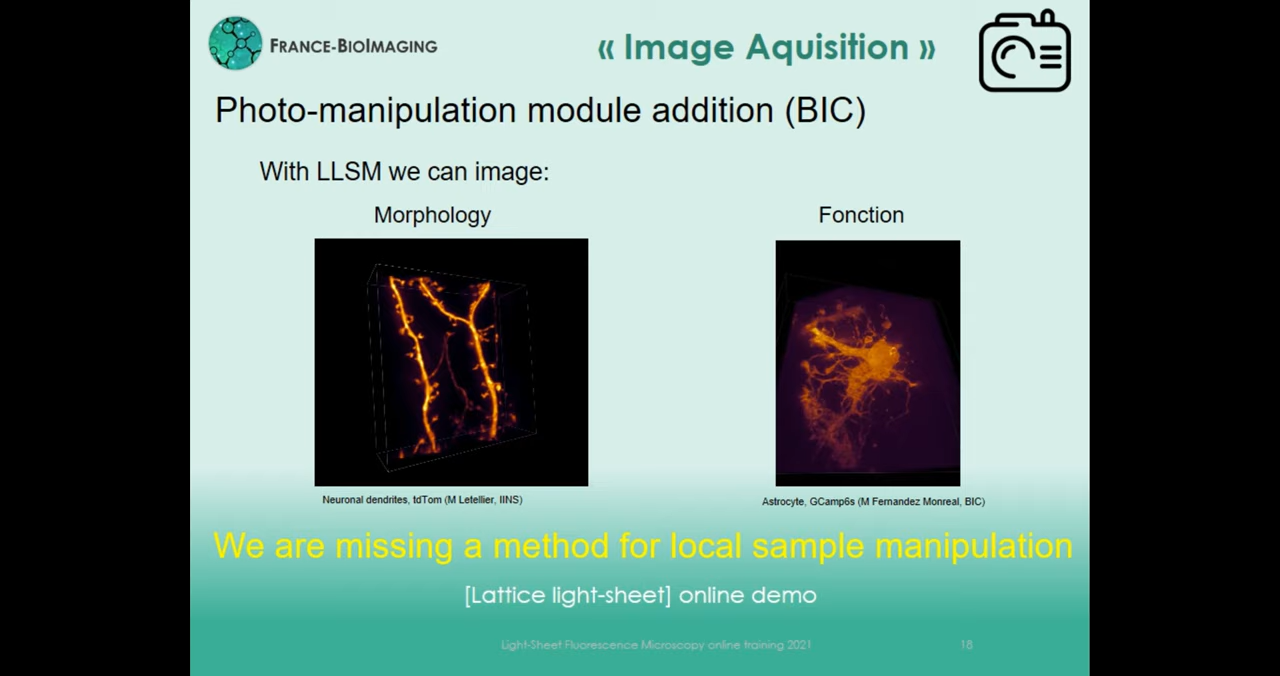 FRANCE-BIOIMAGING
« Image Aquisition »
Photo-manipulation module addition (BIC)
With LLSM we can image:
Morphology
Fonction
Neuronal dendrites, tdTom (M Letellier, IINS)
Astrocyte, GCamp6s (M Fernandez Monreal, BIC)
We are missing a method for local sample manipulation
[Lattice light-sheet] online demo
Light-Sheet Fluorescence Microscopy online training 2021
18